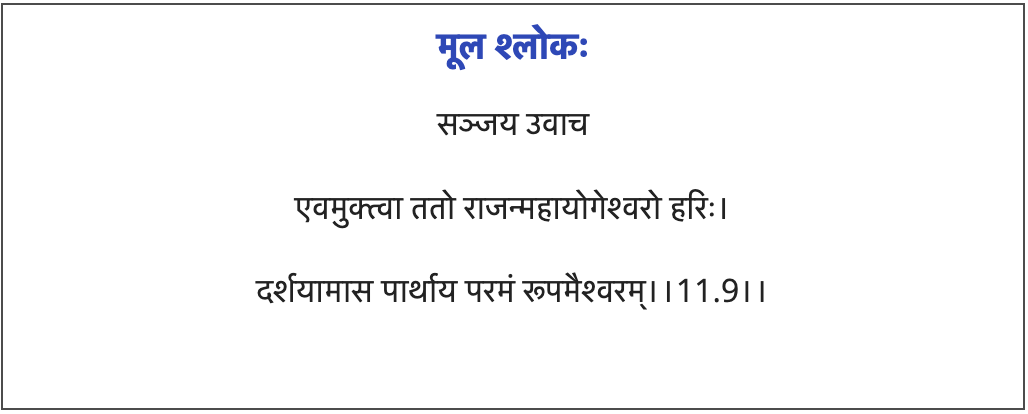 मूल श्लोकः
सञ्जय उवाच
एवमुक्त्वा ततो राजन्महायोगेश्वरो हरिः।
दर्शयामास पार्थाय परमं रूपमैश्वरम्।।11.9।।